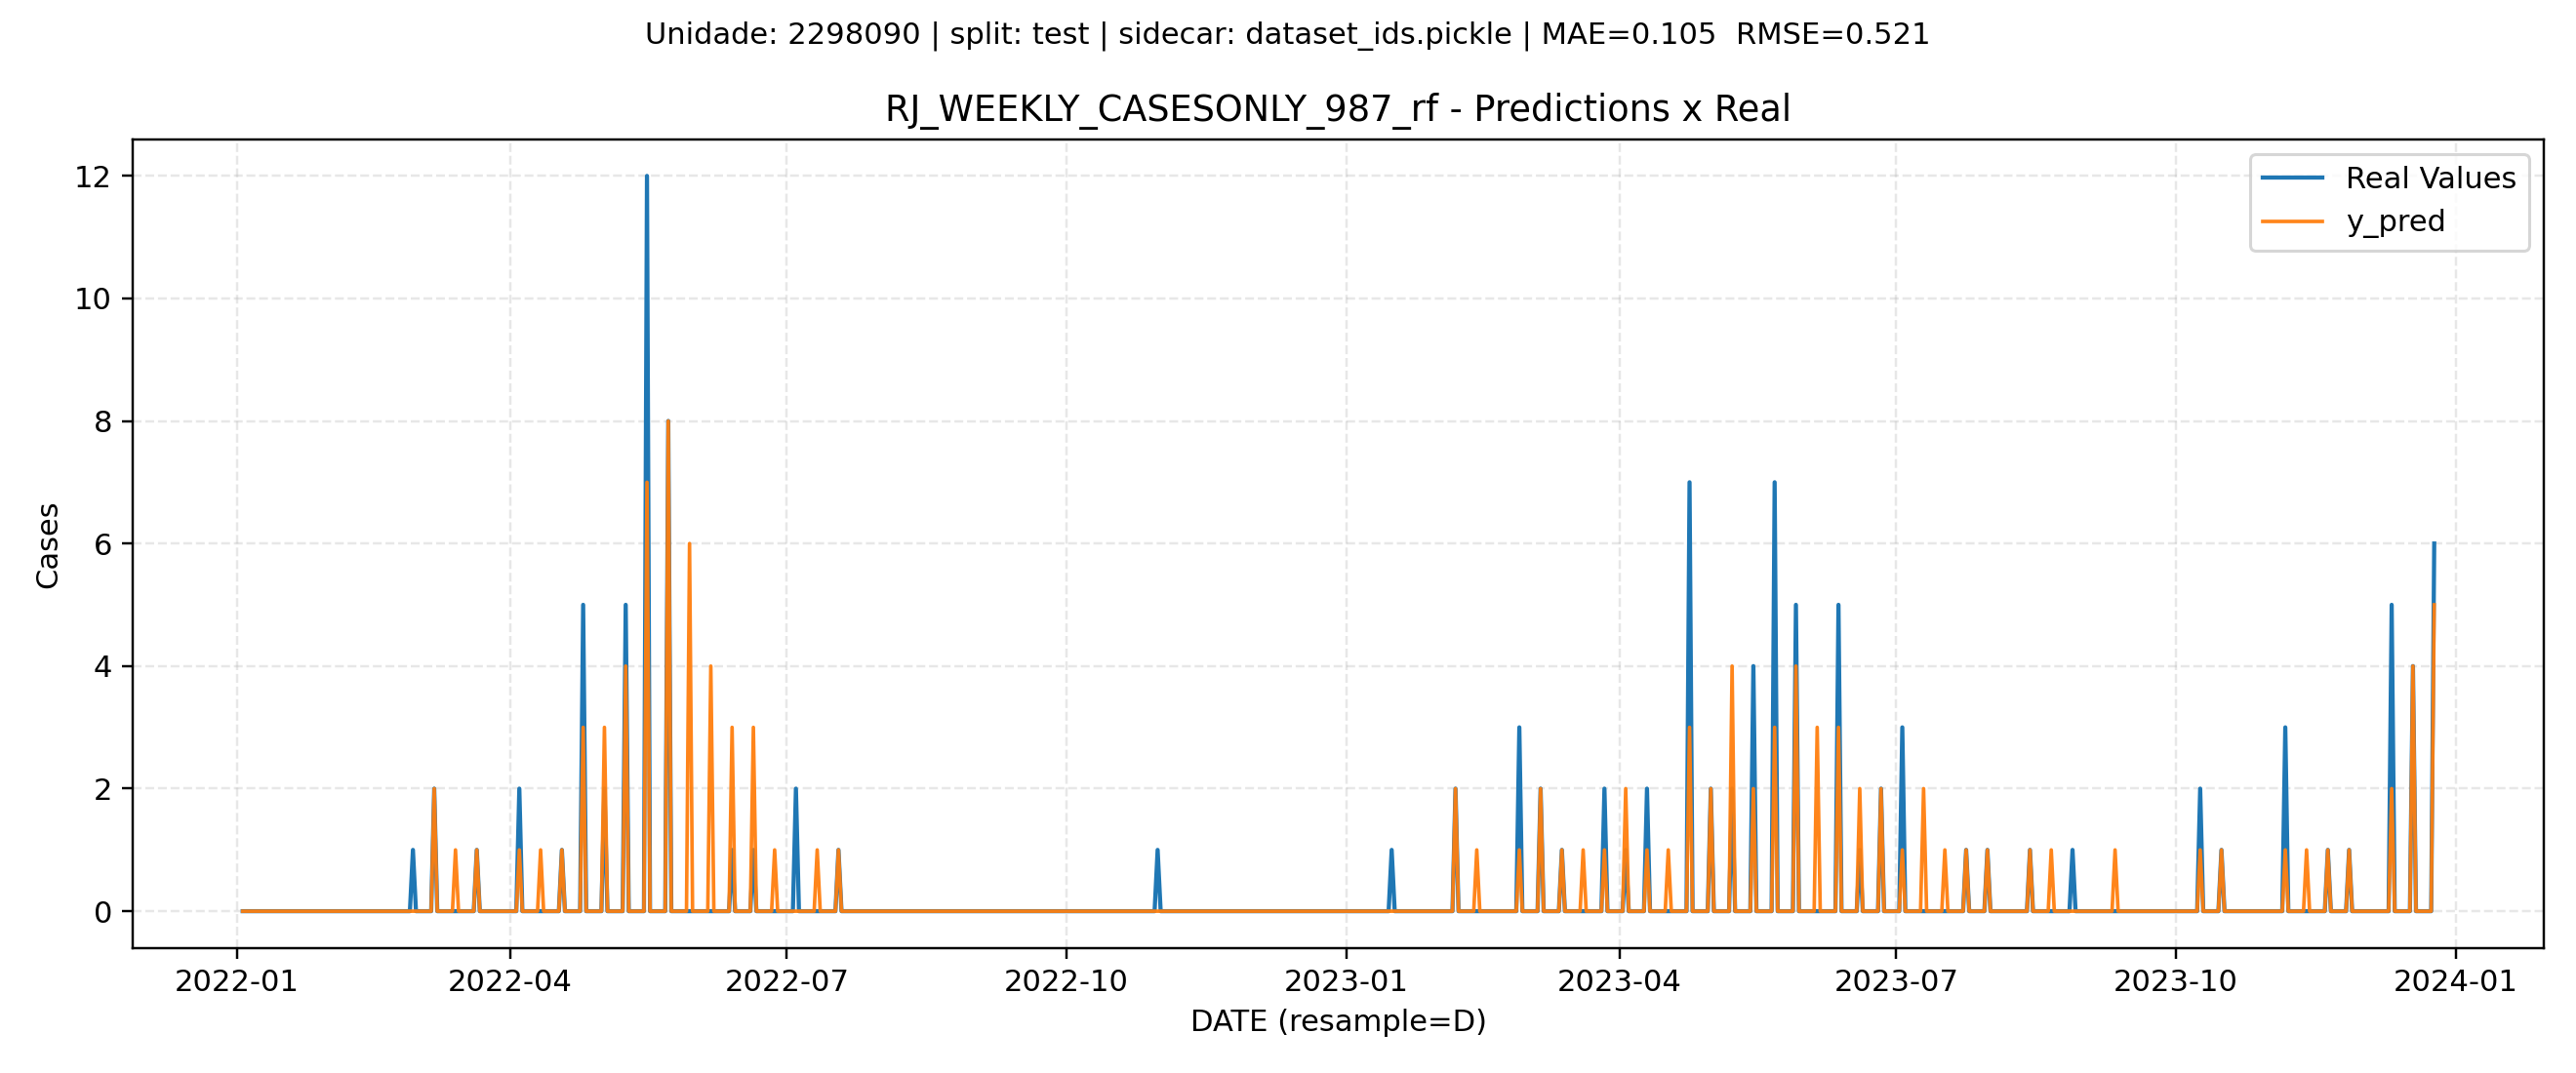 Unidade: 2298090 | split: test | sidecar: dataset_ids.pickle | MAE=0.105  RMSE=0.521
RJ_WEEKLY_CASESONLY_987_rf - Predictions x Real
Real Values
y_pred
12
10
8
6
4
2
0
Cases
2022-01
2022-04
2022-07
2022-10
2023-01
2023-04
2023-07
2023-10
2024-01
DATE (resample=D)